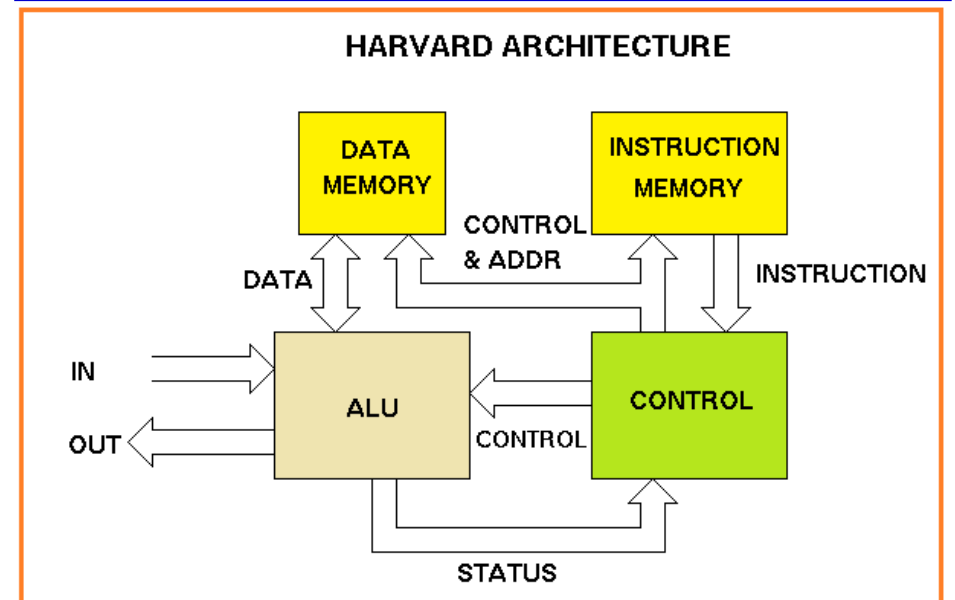 HARVARD ARCHITECTURE
DATA
MEMORY
INSTRUCTION
MEMORY
CONTROL
& ADDR
DATA
INSTRUCTION
IN
ALU
CONTROL
OUT
CONTROL
STATUS